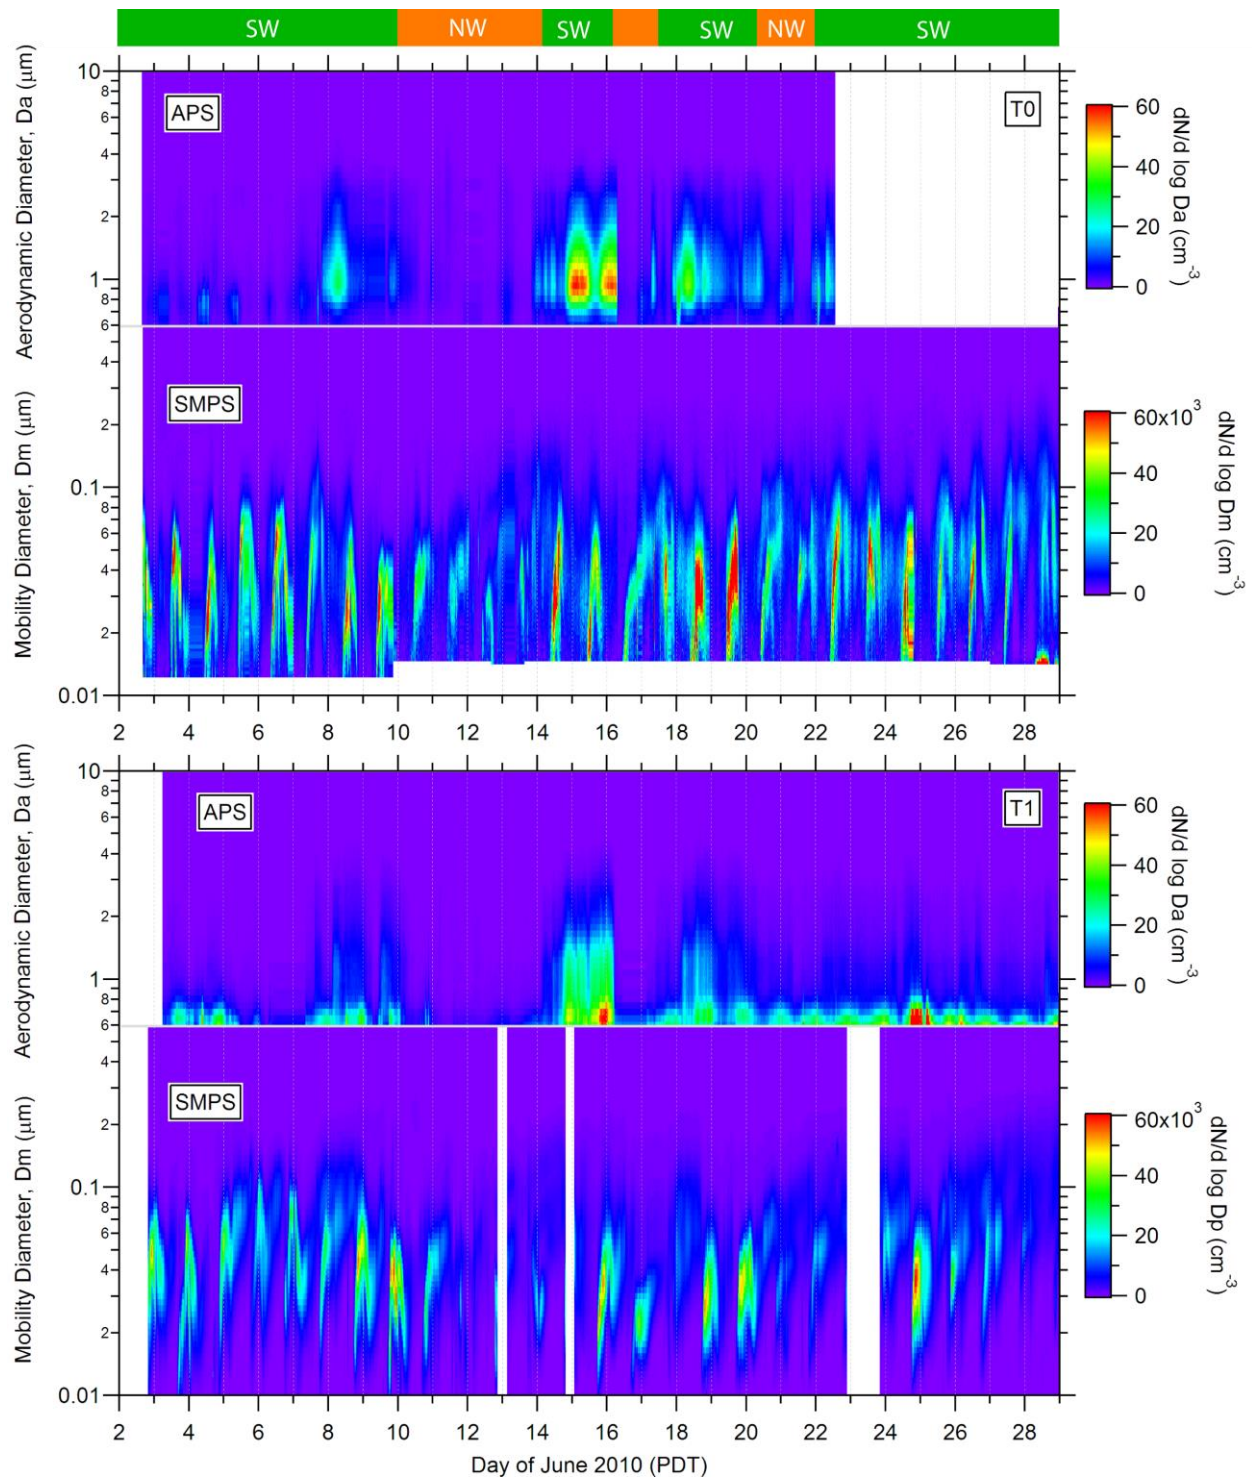 SW NW SW SW NW SW
10
4
2
1
8
6
Aerodynamic Diameter, Da (μm)
APS
T0
60
40
20
0
dN/d log Da (cm-3)
4
2
0.1
8
6
4
2
0.01
Mobility Diameter, Dm (μm)
SMPS
60x10 3
40
20
0
dN/d log Dm (cm-3)
2 4 6 8 10 12 14 16 18 20 22 24 26 28
10
8
6
4
2
1
8
6
Aerodynamic Diameter, Da (μm)
APS
T1
60
40
20
0
dN/d log Da (cm-3)
4
2
0.1
8
6
4
2
0.01
Mobility Diameter, Dm (μm)
SMPS
60x10 3
40
20
0
dN/d log Dp (cm-3)
2 4 6 8 10 12 14 16 18 20 22 24 26 28
Day of June 2010 (PDT)